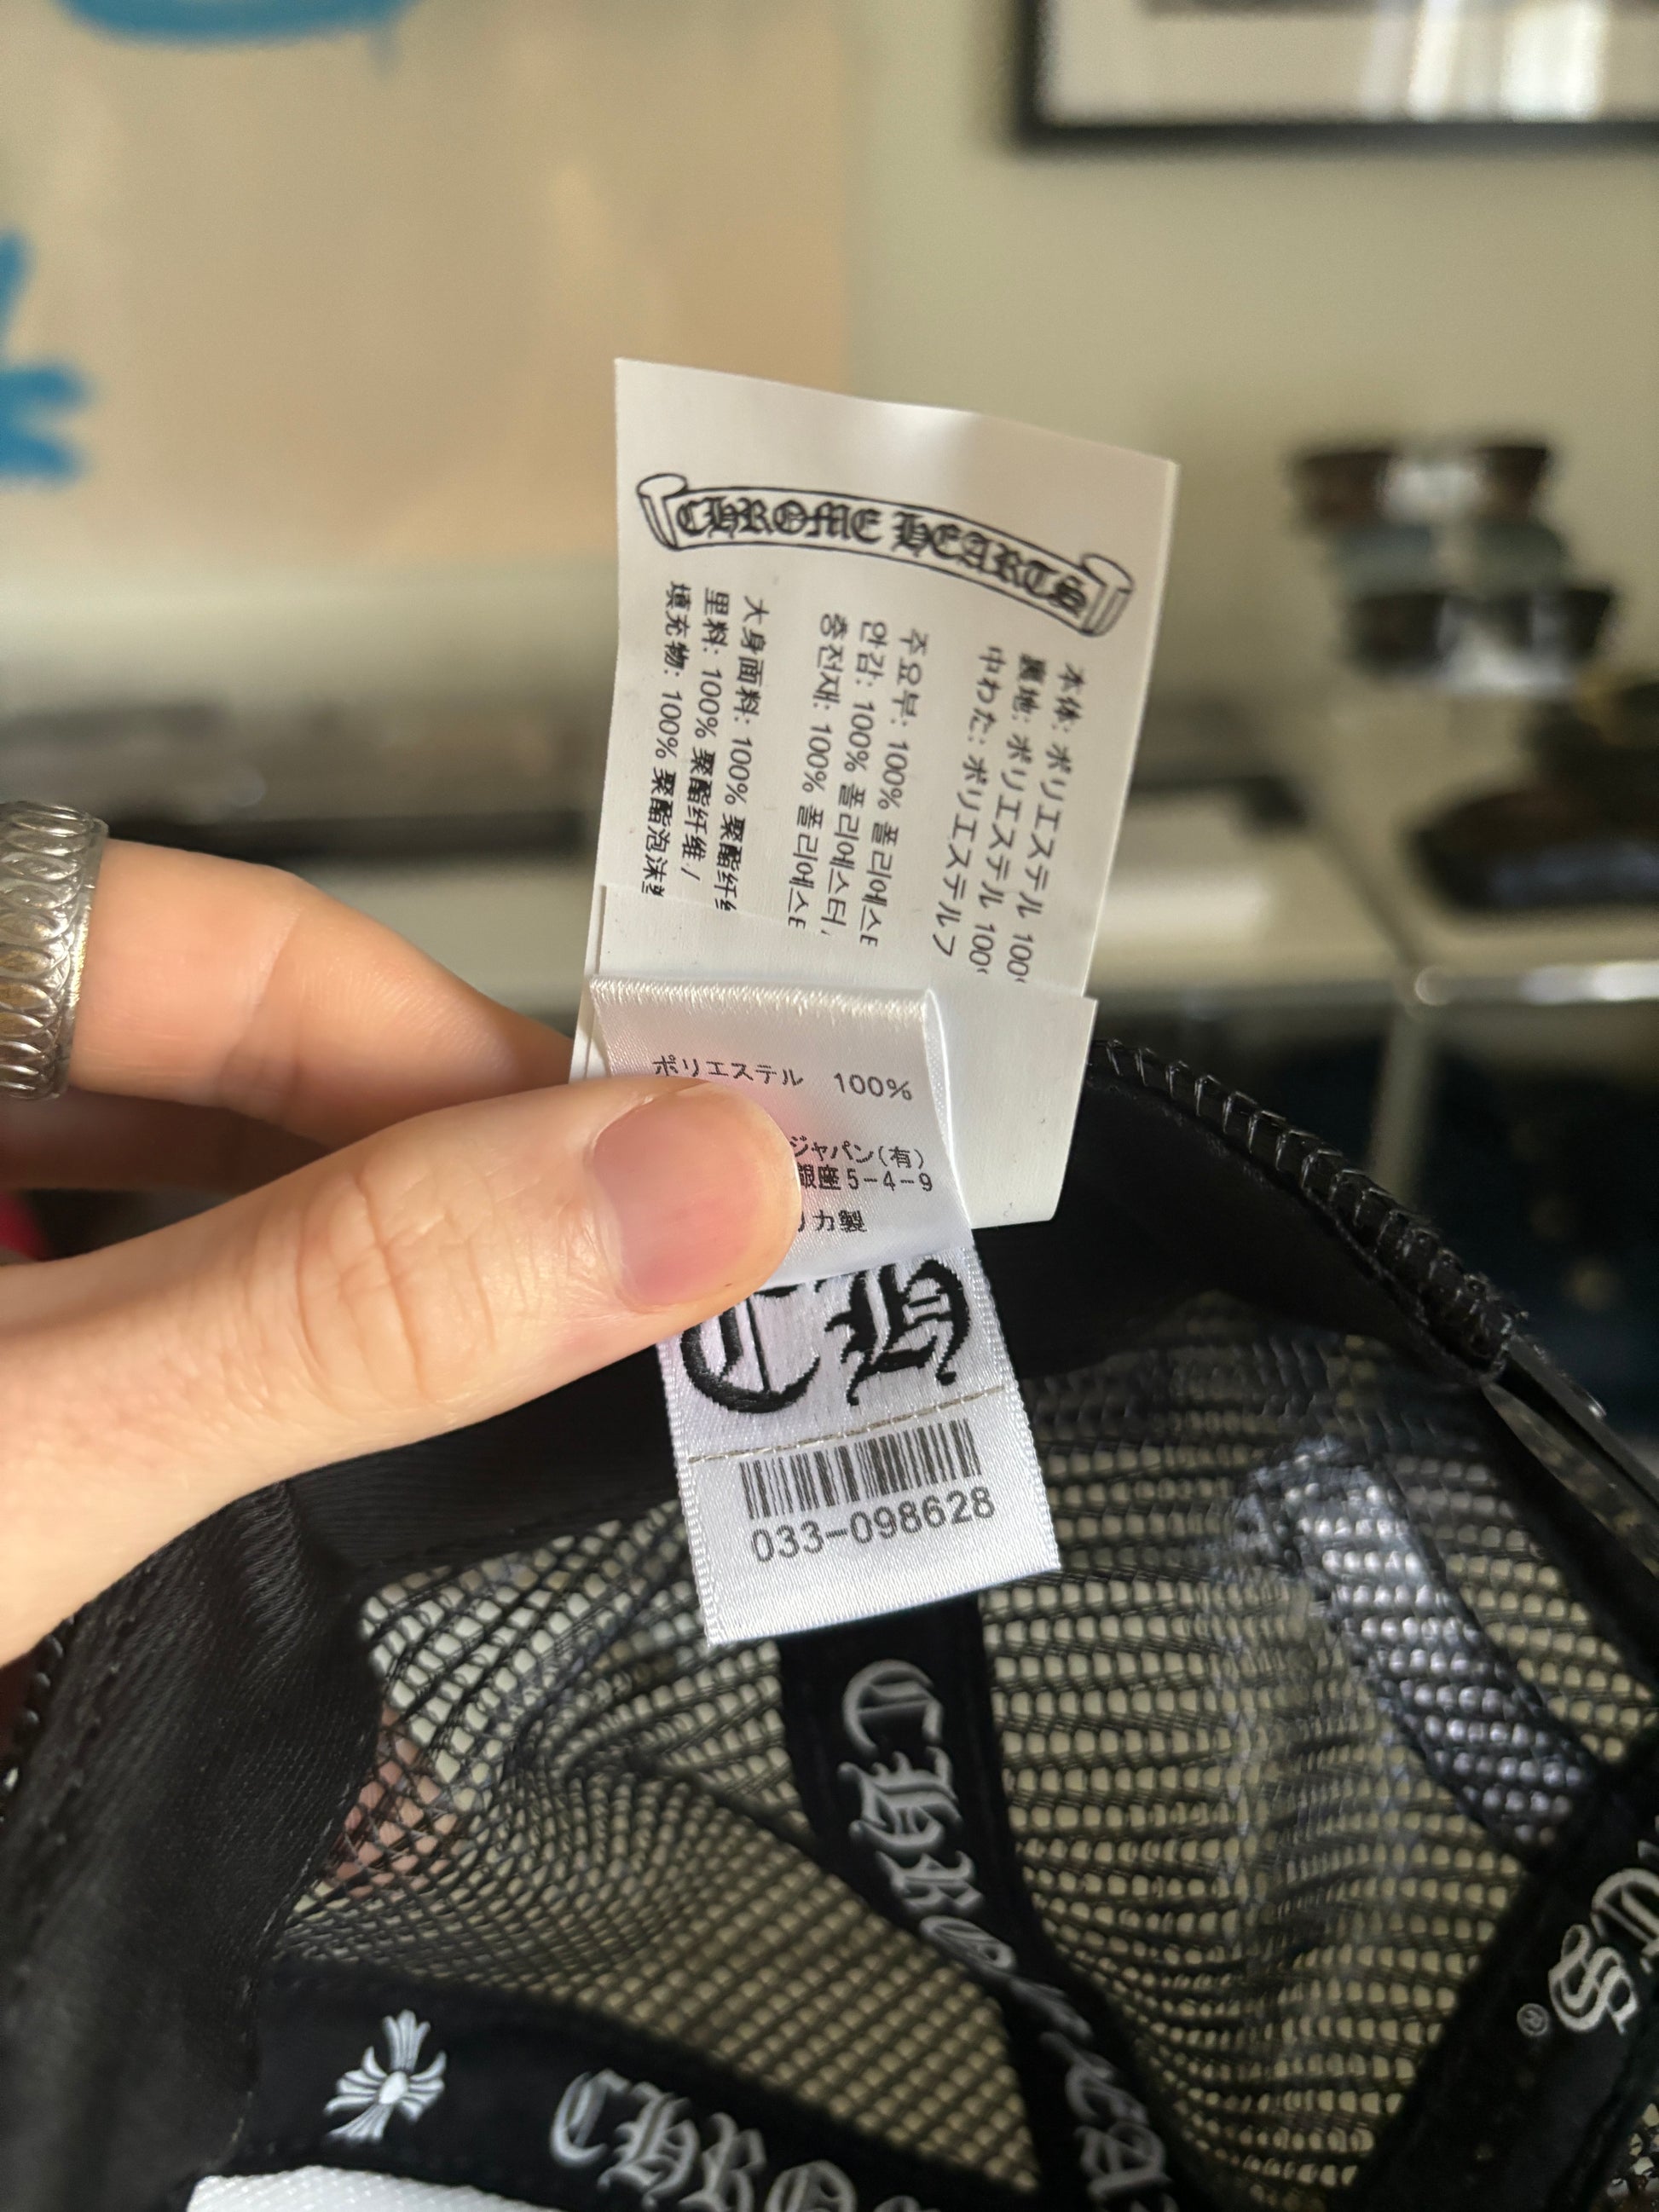 CHROME HEARTS
本体: ポリエステル 100
裏地: ポリエステル 100
中わた: ポリエステルフ
주요부: 100% 폴리에스
안감: 100% 폴리에스터,
충전재: 100% 폴리에스
大身面料: 100% 聚酯纤
里料: 100% 聚酯纤维 /
填充物: 100% 聚酯泡沫
ポリエステル 100%
ジャパン(有)
銀座5-4-9
リカ製
CH
033-098628
CHROME HEA
CHRO
S®